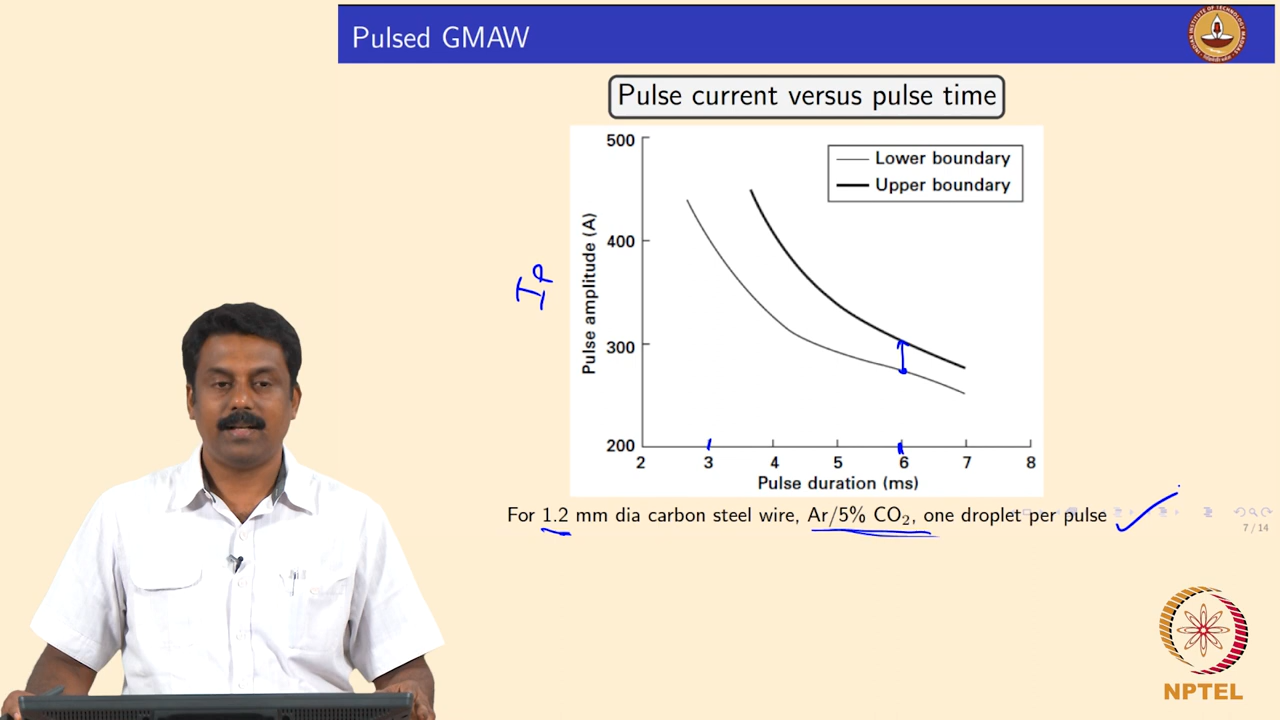 Pulsed GMAW
Pulse current versus pulse time
500
400
300
200
Pulse amplitude (A)
I P
Lower boundary
Upper boundary
2 3 4 5 6 7 8
Pulse duration (ms)
For 1.2 mm dia carbon steel wire, Ar/5% CO₂, one droplet per pulse
7 / 14
NPTEL